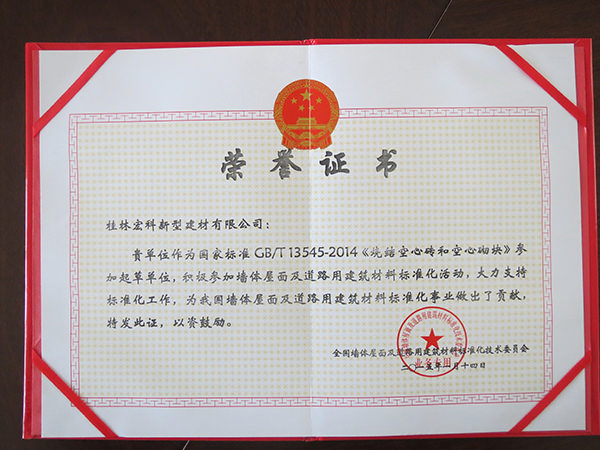 荣誉证书
桂林宏科新型建材有限公司：
贵单位作为国家标准 GB/T 13545-2014《烧结空心砖和空心砌块》参
加起草单位，积极参加墙体屋面及道路用建筑材料标准化活动，大力支持
标准化工作，为我国墙体屋面及道路用建筑材料标准化事业做出了贡献，
特发此证，以资鼓励。
全国墙体屋面及道路用建筑材料标准化技术委员会
二〇一五年一月十四日
业务专用